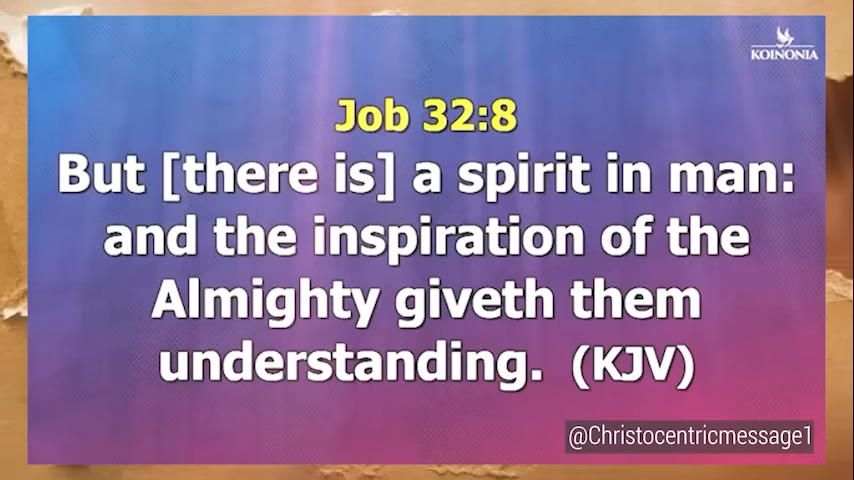 KOINONIA
Job 32:8
But [there is] a spirit in man:
and the inspiration of the
Almighty giveth them
understanding. (KJV)
@Christocentricmessage1